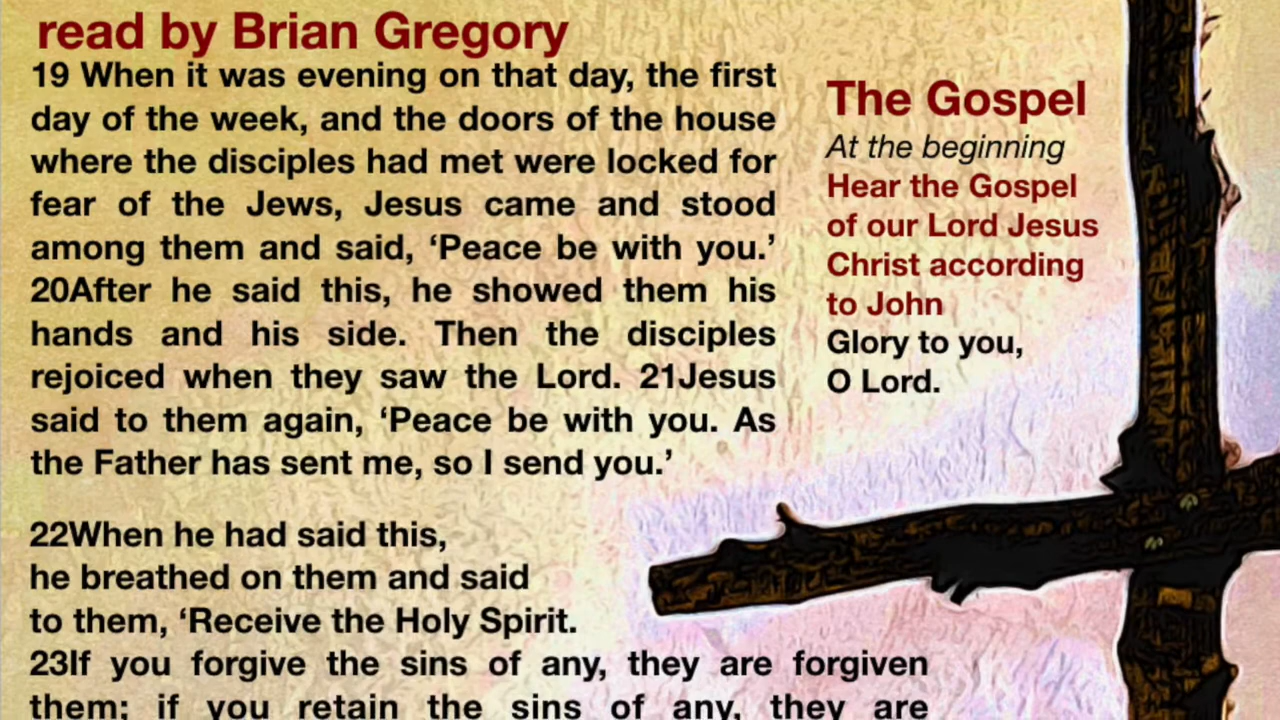 read by Brian Gregory
19 When it was evening on that day, the first
day of the week, and the doors of the house
where the disciples had met were locked for
fear of the Jews, Jesus came and stood
among them and said, ‘Peace be with you.’
20After he said this, he showed them his
hands and his side. Then the disciples
rejoiced when they saw the Lord. 21Jesus
said to them again, ‘Peace be with you. As
the Father has sent me, so I send you.’
22When he had said this,
he breathed on them and said
to them, ‘Receive the Holy Spirit.
23If you forgive the sins of any, they are forgiven
them; if you retain the sins of any, they are
The Gospel
At the beginning
Hear the Gospel
of our Lord Jesus
Christ according
to John
Glory to you,
O Lord.